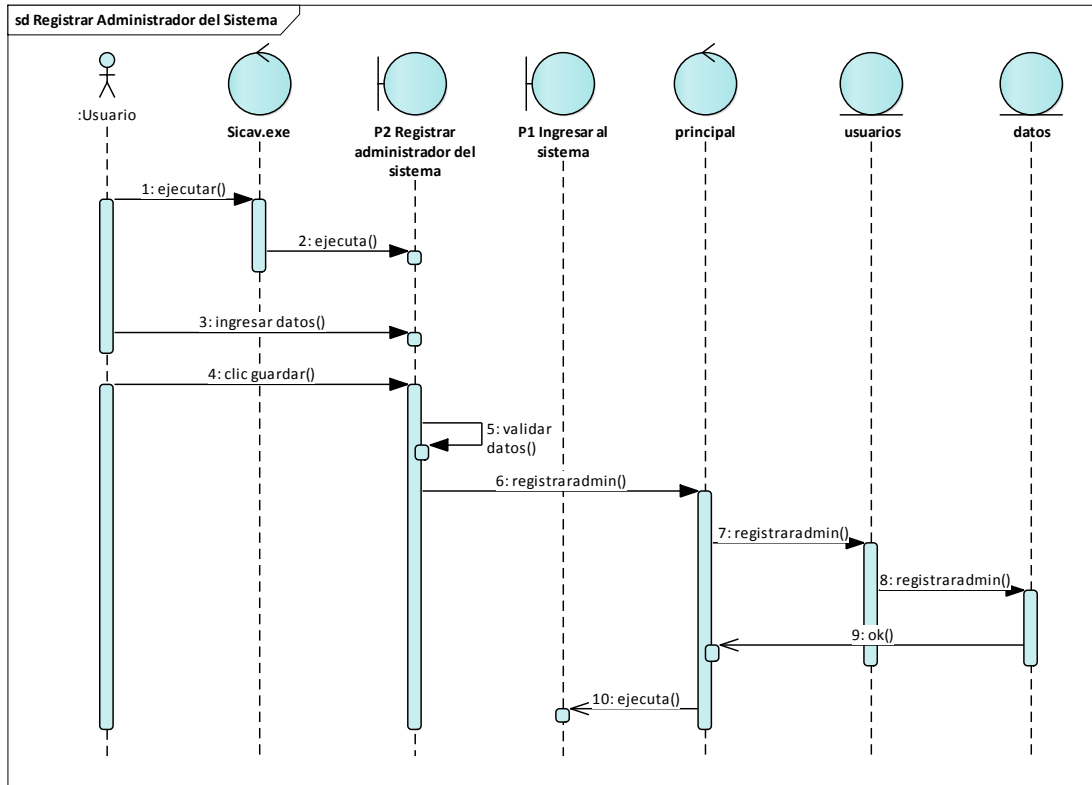 sd Registrar Administrador del Sistema
:Usuario
Sicav.exe
P2 Registrar
administrador del
sistema
P1 Ingresar al
sistema
principal
usuarios
datos
1: ejecutar()
2: ejecuta()
3: ingresar datos()
4: clic guardar()
5: validar
datos()
6: registraradmin()
7: registraradmin()
8: registraradmin()
9: ok()
10: ejecuta()